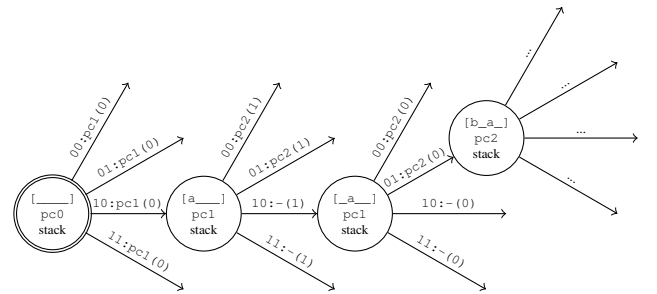 ...
...
...
...
[b_a_]
pc2
stack
00:pc1(0)
01:pc1(0)
10:pc1(0)
11:pc1(0)
[____]
pc0
stack
00:pc2(1)
01:pc2(1)
10:-(1)
11:-(1)
[a___]
pc1
stack
00:pc2(0)
01:pc2(0)
10:-(0)
11:-(0)
[_a__]
pc1
stack